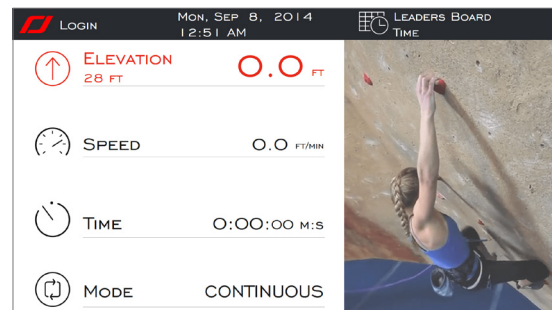 Login
Mon, Sep 8, 2014
12:51 AM
Leaders Board
Time
Elevation
28 ft
0.0 ft
Speed
0.0 ft/min
Time
0:00:00 m:s
Mode
CONTINUOUS